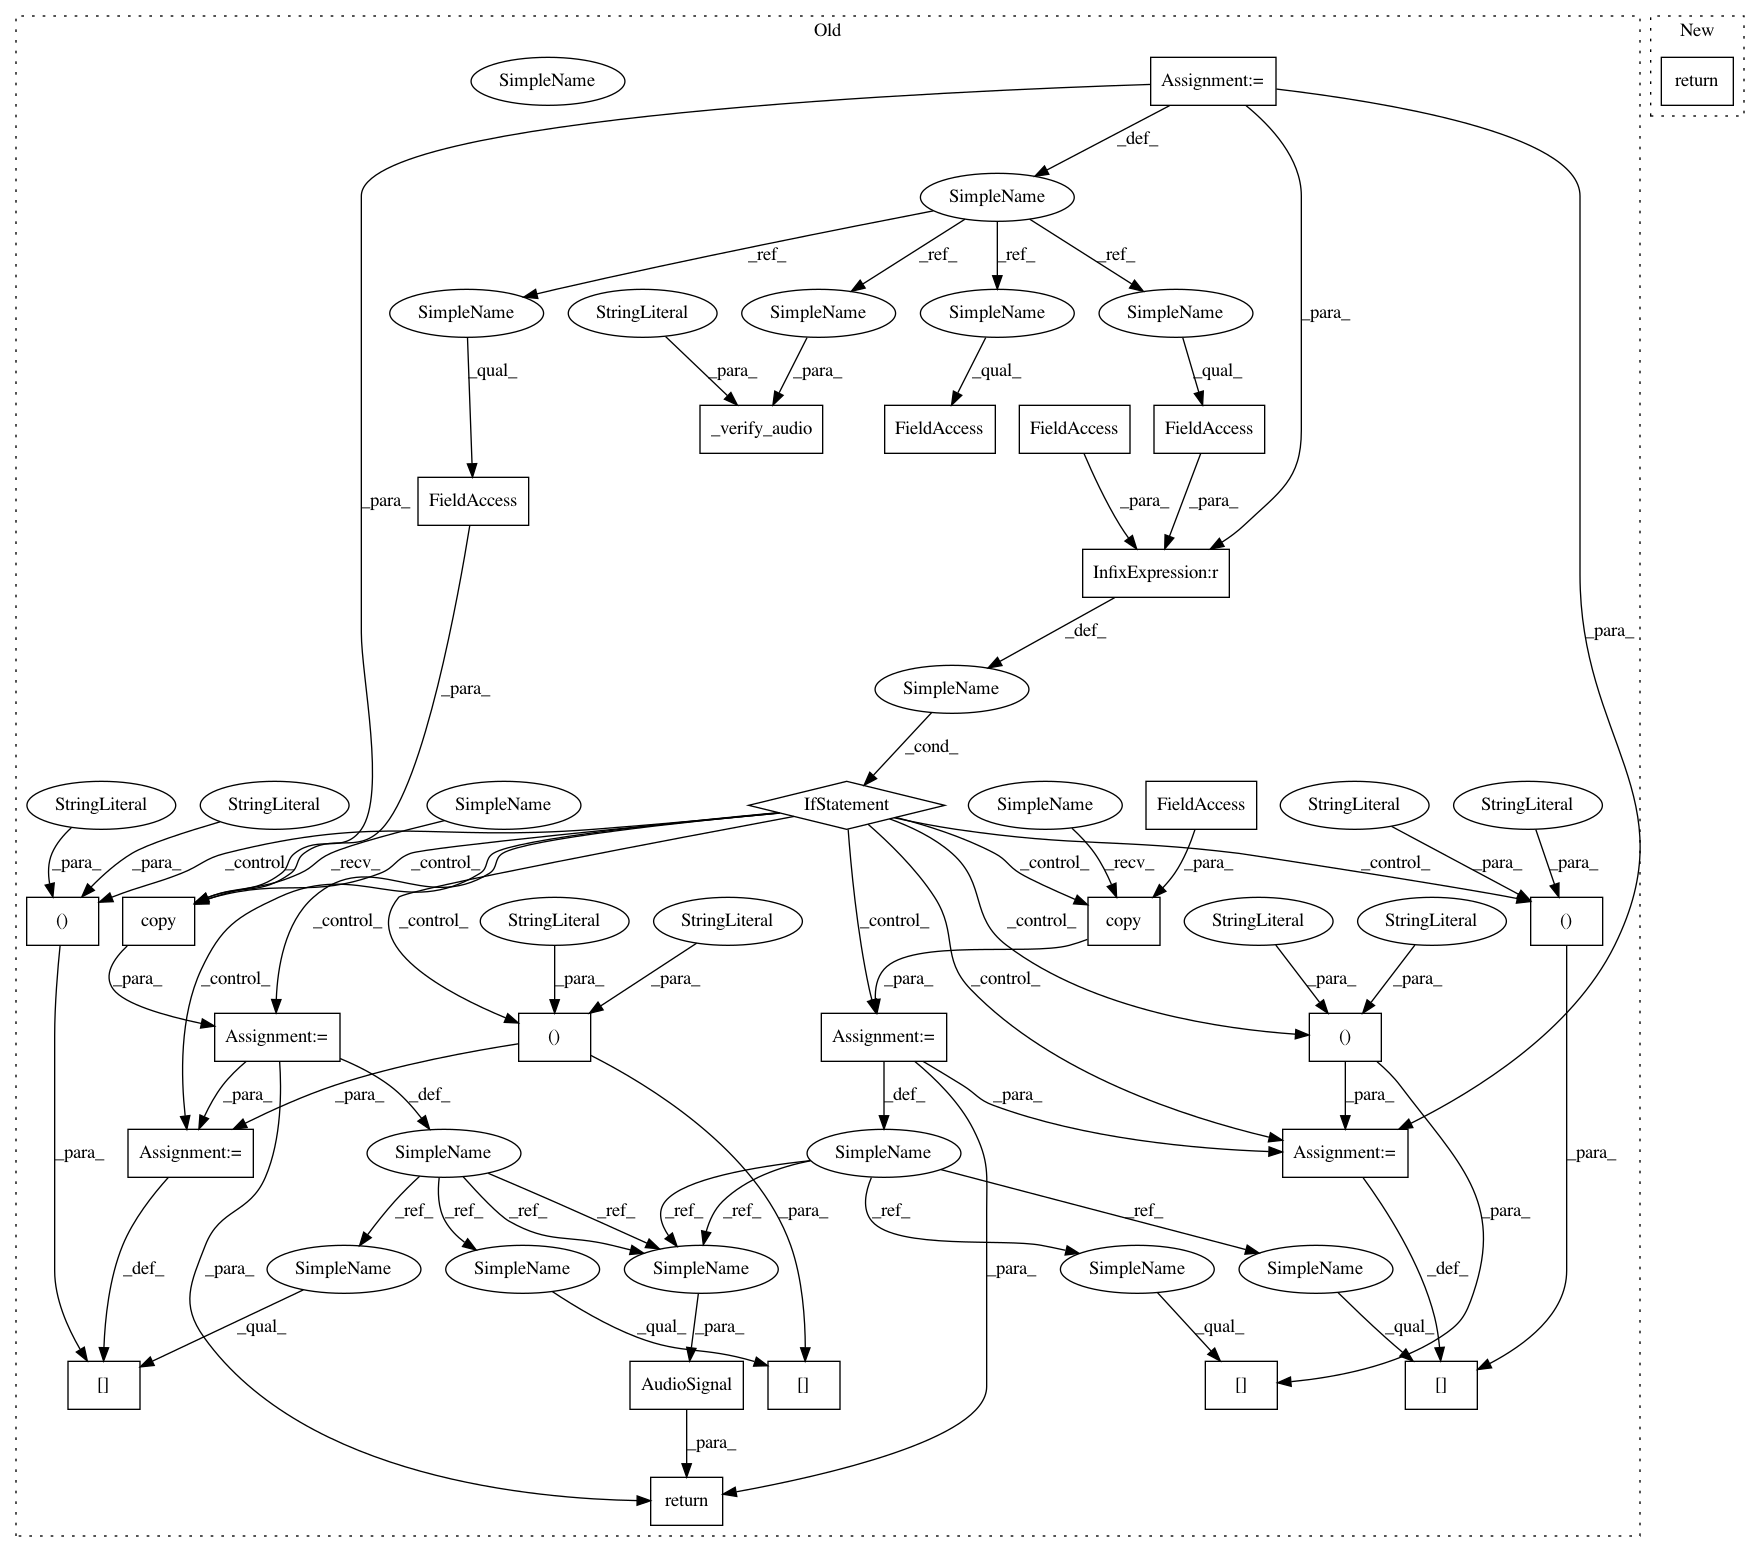 Old
New
SimpleName
Assignment:=
return
_def_
SimpleName
_ref_
_ref_
_ref_
_ref_
SimpleName
StringLiteral
SimpleName
SimpleName
SimpleName
_para_
_qual_
_para_
_para_
_qual_
_qual_
_verify_audio
FieldAccess
FieldAccess
FieldAccess
_para_
FieldAccess
_para_
_para_
InfixExpression:r
_def_
_para_
SimpleName
_para_
_cond_
StringLiteral
StringLiteral
SimpleName
IfStatement
SimpleName
FieldAccess
StringLiteral
StringLiteral
_para_
_para_
_control_
_recv_
_control_
_control_
_recv_
_para_
_control_
_para_
_para_
()
copy
_control_
_control_
StringLiteral
StringLiteral
_control_
copy
_control_
StringLiteral
StringLiteral
()
_para_
_control_
_para_
_para_
_para_
_control_
_para_
_para_
Assignment:=
()
Assignment:=
()
_para_
_para_
_def_
_para_
_def_
_para_
_para_
_para_
Assignment:=
SimpleName
SimpleName
Assignment:=
_para_
_def_
_para_
_ref_
_ref_
_ref_
_ref_
_para_
_ref_
_ref_
_ref_
_ref_
_def_
_para_
SimpleName
SimpleName
SimpleName
_para_
SimpleName
SimpleName
_qual_
_qual_
_para_
_qual_
_qual_
[]
AudioSignal
[]
[]
[]
_para_
return